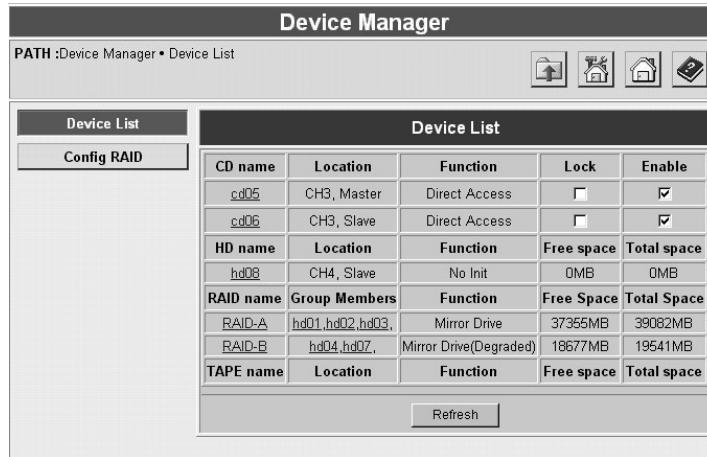 Device Manager
PATH :Device Manager • Device List
Device List
Config RAID
Device List
CD name Location Function Lock Enable
cd05 CH3, Master Direct Access
cd06 CH3, Slave Direct Access
HD name Location Function Free space Total space
hd08 CH4, Slave No Init 0MB 0MB
RAID name Group Members Function Free Space Total Space
RAID-A hd01,hd02,hd03, Mirror Drive 37355MB 39082MB
RAID-B hd04,hd07, Mirror Drive(Degraded) 18677MB 19541MB
TAPE name Location Function Free space Total space
Refresh